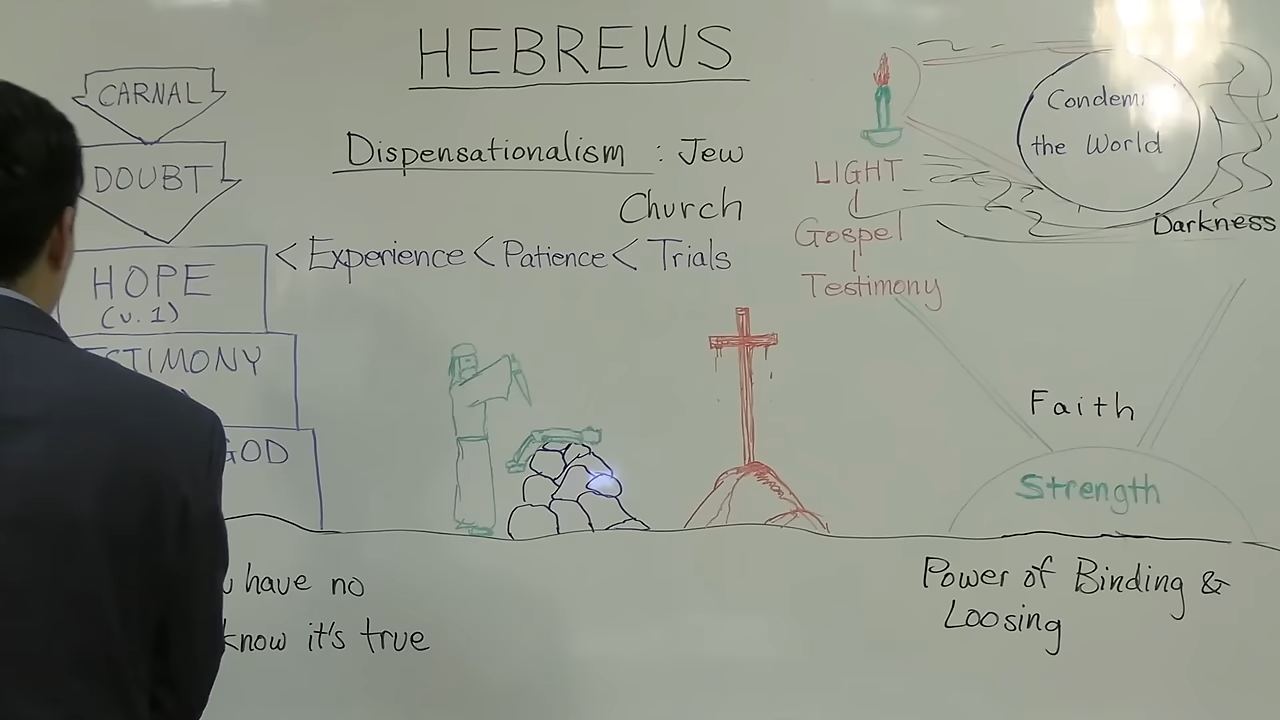 HEBREWS
CARNAL
DOUBT
HOPE
(v. 1)
GOD
have no
know it's true
Dispensationalism : Jew
Church
< Experience < Patience < Trials
LIGHT
Gospel
Testimony
the World
Darkness
Faith
Strength
Power of Binding &
Loosing